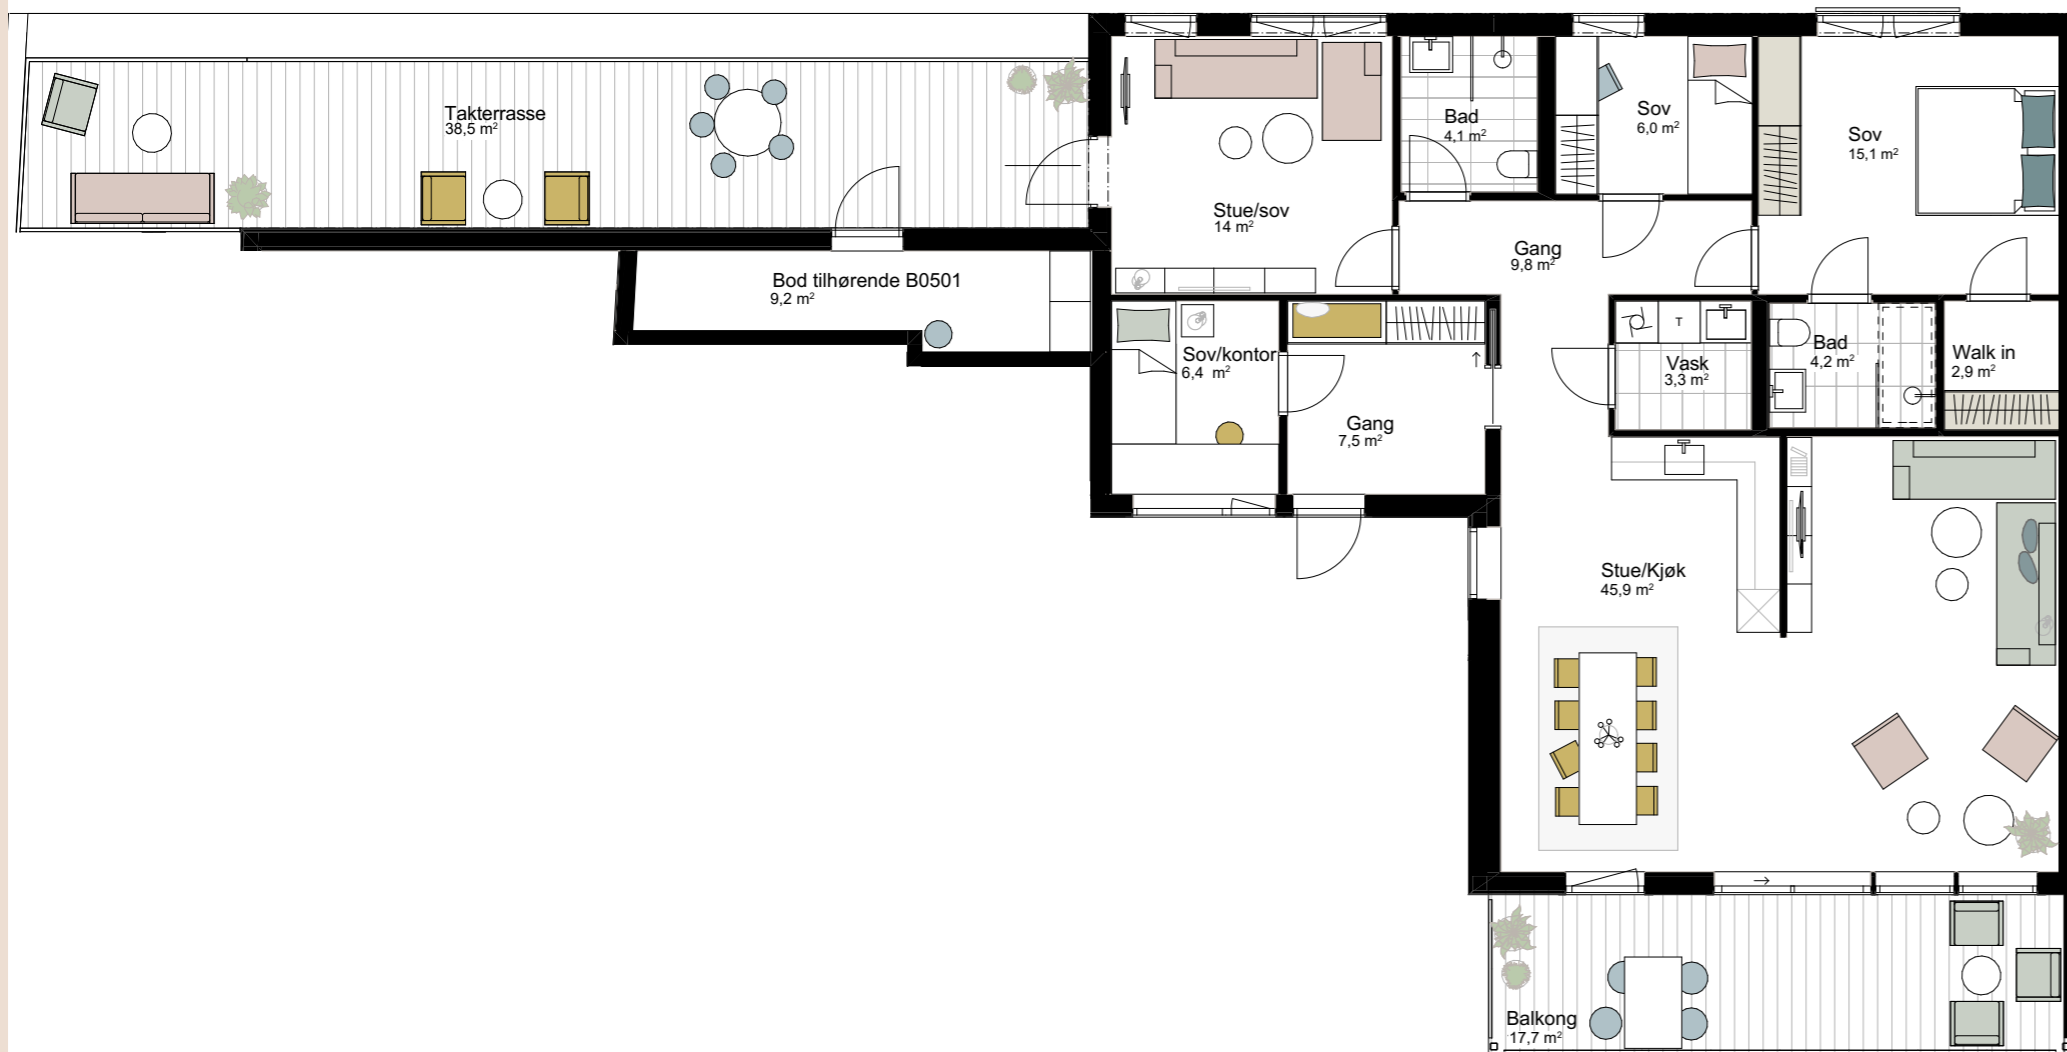 Takterrasse
38,5 m²
Bad
4,1 m²
Sov
6,0 m²
Sov
15,1 m²
Stue/sov
14 m²
Gang
9,8 m²
Bod tilhørende B0501
9,2 m²
Sov/kontor
6,4 m²
T
Vask
3,3 m²
Bad
4,2 m²
Walk in
2,9 m²
Gang
7,5 m²
Stue/Kjøk
45,9 m²
Balkong
17,7 m²